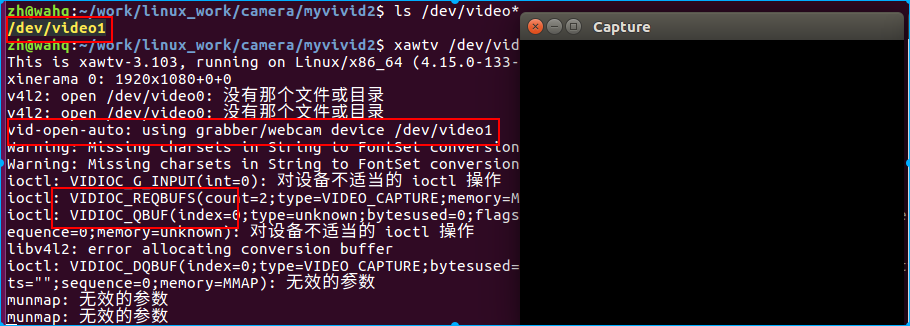 zh@wahq:~/work/linux_work/camera/myvivid2$ ls /dev/video*
/dev/video1
zh@wahq:~/work/linux_work/camera/myvivid2$ xawtv /dev/vid
This is xawtv-3.103, running on Linux/x86_64 (4.15.0-133-
xinerama 0: 1920x1080+0+0
v4l2: open /dev/video0: 没有那个文件或目录
v4l2: open /dev/video0: 没有那个文件或目录
vid-open-auto: using grabber/webcam device /dev/video1
Warning: Missing charsets in String to FontSet conversion
Warning: Missing charsets in String to FontSet conversion
ioctl: VIDIOC_G_INPUT(int=0): 对设备不适当的 ioctl 操作
ioctl: VIDIOC_REQBUFS(count=2;type=VIDEO_CAPTURE;memory=M
ioctl: VIDIOC_QBUF(index=0;type=unknown;bytesused=0;flags
equence=0;memory=unknown): 对设备不适当的 ioctl 操作
libv4l2: error allocating conversion buffer
ioctl: VIDIOC_DQBUF(index=0;type=VIDEO_CAPTURE;bytesused=
ts="";sequence=0;memory=MMAP): 无效的参数
munmap: 无效的参数
munmap: 无效的参数
Capture